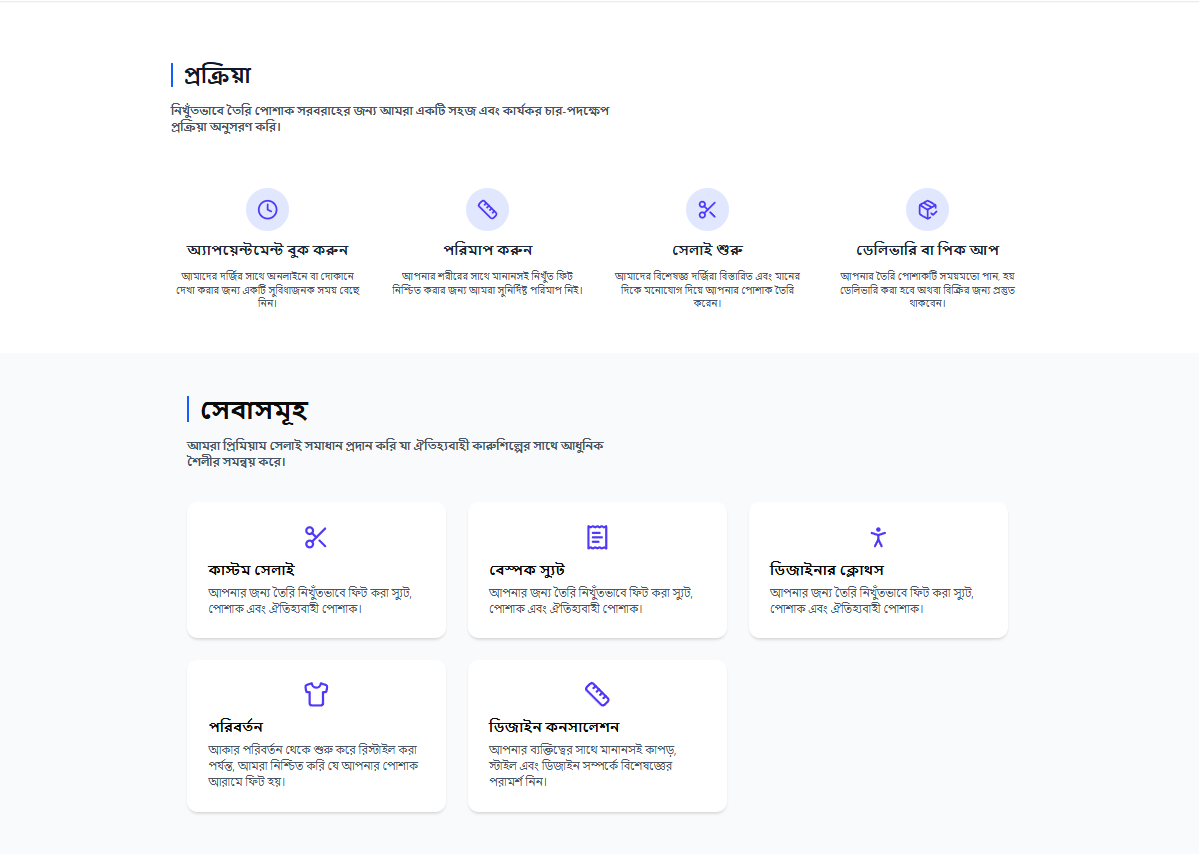 প্রক্রিয়া
নিখুঁতভাবে তৈরি পোশাক সরবরাহের জন্য আমরা একটি সহজ এবং কার্যকর চার-পদক্ষেপ
প্রক্রিয়া অনুসরণ করি।
অ্যাপয়েন্টমেন্ট বুক করুন
আমাদের দর্জির সাথে অনলাইনে বা দোকানে
দেখা করার জন্য একটি সুবিধাজনক সময় বেছে
নিন।
পরিমাপ করুন
আপনার শরীরের সাথে মানানসই নিখুঁত ফিট
নিশ্চিত করার জন্য আমরা সুনির্দিষ্ট পরিমাপ নিই।
সেলাই শুরু
আমাদের বিশেষজ্ঞ দর্জিরা বিস্তারিত এবং মানের
দিকে মনোযোগ দিয়ে আপনার পোশাক তৈরি
করেন।
ডেলিভারি বা পিক আপ
আপনার তৈরি পোশাকটি সময়মতো পান, হয়
ডেলিভারি করা হবে অথবা বিক্রির জন্য প্রস্তুত
থাকবেন।
সেবাসমূহ
আমরা প্রিমিয়াম সেলাই সমাধান প্রদান করি যা ঐতিহ্যবাহী কারুশিল্পের সাথে আধুনিক
শৈলীর সমন্বয় করে।
কাস্টম সেলাই
আপনার জন্য তৈরি নিখুঁতভাবে ফিট করা স্যুট,
পোশাক এবং ঐতিহ্যবাহী পোশাক।
বেস্পক স্যুট
আপনার জন্য তৈরি নিখুঁতভাবে ফিট করা স্যুট,
পোশাক এবং ঐতিহ্যবাহী পোশাক।
ডিজাইনার ক্লোথস
আপনার জন্য তৈরি নিখুঁতভাবে ফিট করা স্যুট,
পোশাক এবং ঐতিহ্যবাহী পোশাক।
পরিবর্তন
আকার পরিবর্তন থেকে শুরু করে রিস্টাইল করা
পর্যন্ত, আমরা নিশ্চিত করি যে আপনার পোশাক
আরামে ফিট হয়।
ডিজাইন কনসালেশন
আপনার ব্যক্তিত্বের সাথে মানানসই কাপড়,
স্টাইল এবং ডিজাইন সম্পর্কে বিশেষজ্ঞের
পরামর্শ নিন।